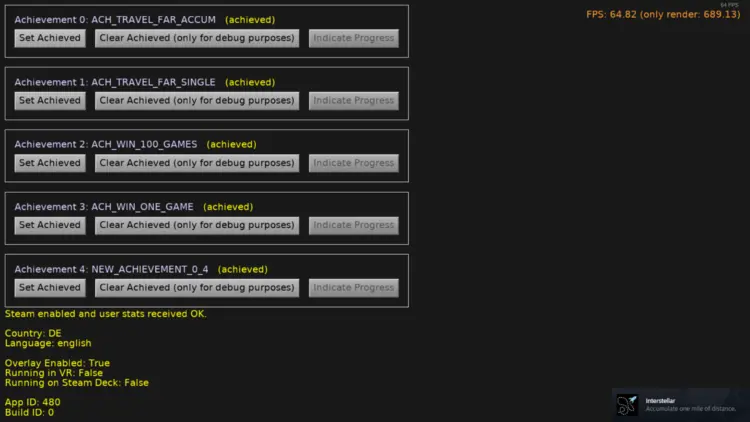 Achievement 0: ACH_TRAVEL_FAR_ACCUM (achieved)
Set Achieved Clear Achieved (only for debug purposes) Indicate Progress
Achievement 1: ACH_TRAVEL_FAR_SINGLE (achieved)
Set Achieved Clear Achieved (only for debug purposes) Indicate Progress
Achievement 2: ACH_WIN_100_GAMES (achieved)
Set Achieved Clear Achieved (only for debug purposes) Indicate Progress
Achievement 3: ACH_WIN_ONE_GAME (achieved)
Set Achieved Clear Achieved (only for debug purposes) Indicate Progress
Achievement 4: NEW_ACHIEVEMENT_0_4 (achieved)
Set Achieved Clear Achieved (only for debug purposes) Indicate Progress
Steam enabled and user stats received OK.
Country: DE
Language: english
Overlay Enabled: True
Running in VR: False
Running on Steam Deck: False
App ID: 480
Build ID: 0
64 FPS
FPS: 64.82 (only render: 689.13)
Interstellar
Accumulate one mile of distance.